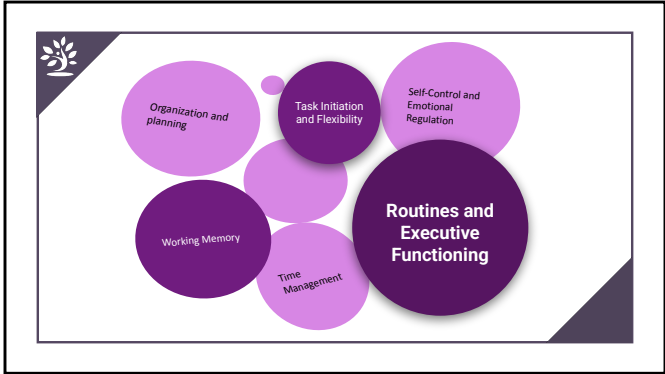 Organization and
planning
Task Initiation
and Flexibility
Self-Control and
Emotional
Regulation
Working Memory
Time
Management
Routines and
Executive
Functioning